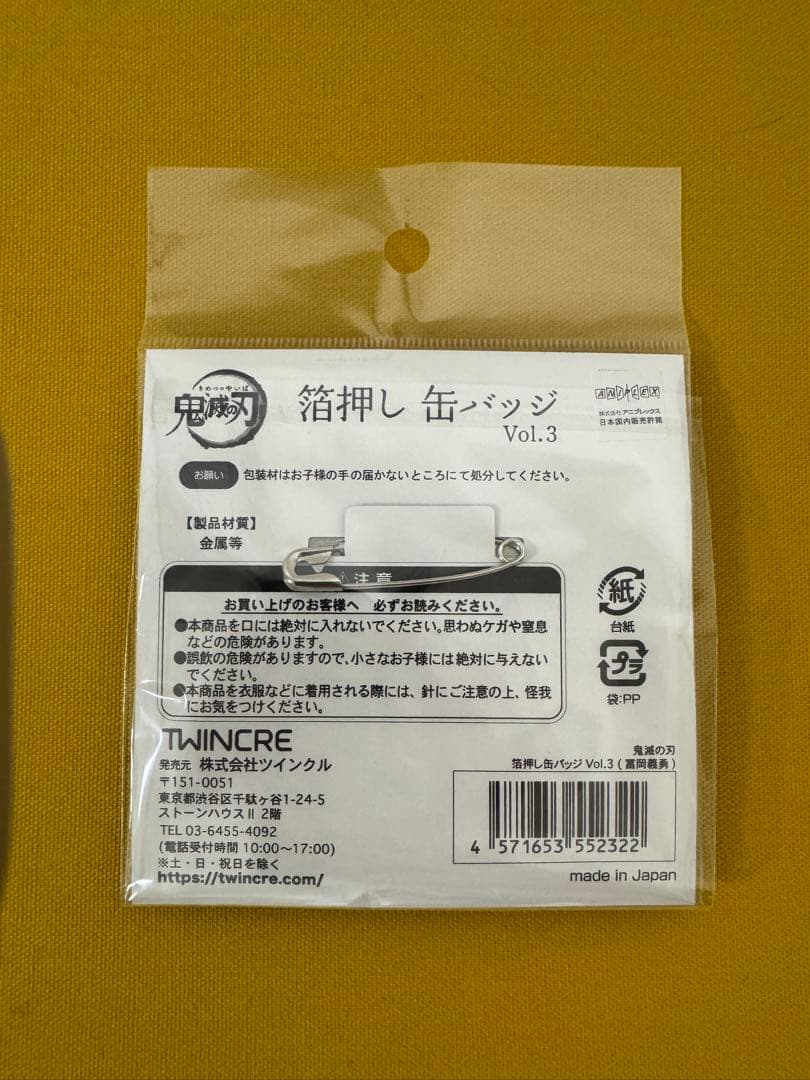 きめつのやいば
鬼滅の刃
箔押し 缶バッジ
Vol.3
ANIPLEX
株式会社アニプレックス
日本国内販売許諾
お願い 包装材はお子様の手の届かないところにて処分してください。
【製品材質】
金属等
注意
お買い上げのお客様へ 必ずお読みください。
●本商品を口には絶対に入れないでください。思わぬケガや窒息
などの危険があります。
●誤飲の危険がありますので、小さなお子様には絶対に与えない
でください。
●本商品を衣服などに着用される際には、針にご注意の上、怪我
にお気をつけください。
紙
台紙
プラ
袋:PP
TWINCRE
発売元 株式会社ツインクル
〒151-0051
東京都渋谷区千駄ヶ谷1-24-5
ストーンハウスⅡ 2階
TEL 03-6455-4092
(電話受付時間 10:00~17:00)
※土・日・祝日を除く
https://twincre.com/
鬼滅の刃
箔押し缶バッジ Vol.3 (冨岡義勇)
4 571653 552322
made in Japan